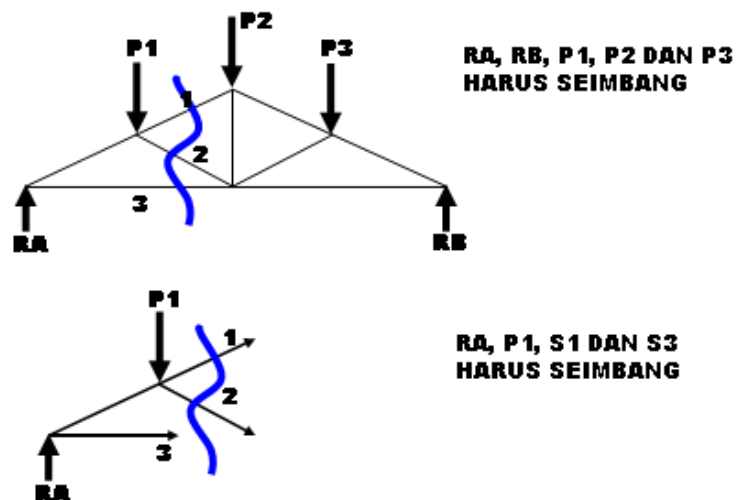 P2
P1
P3
RA, RB, P1, P2 DAN P3
HARUS SEIMBANG
1
2
3
RA
RB
P1
1
RA, P1, S1 DAN S3
HARUS SEIMBANG
2
3
RA